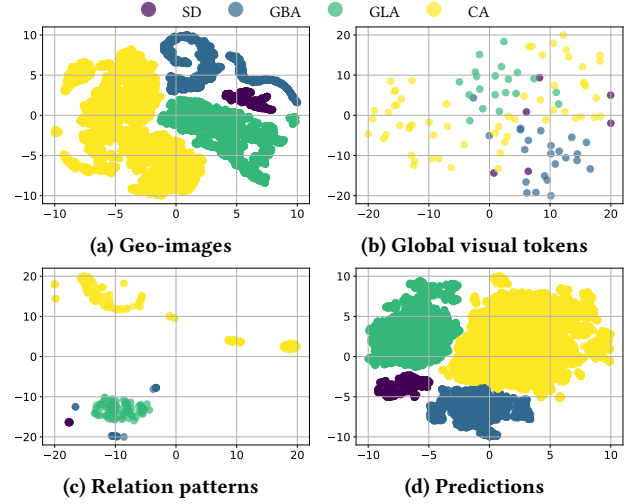 SD GBA GLA CA
10
5
0
−5
−10
−10 −5 0 5 10
(a) Geo-images
20
10
0
−10
−20
−20 −10 0 10 20
(b) Global visual tokens
20
10
0
−10
−20
−20 −10 0 10 20
(c) Relation patterns
10
5
0
−5
−10
−10 −5 0 5 10
(d) Predictions